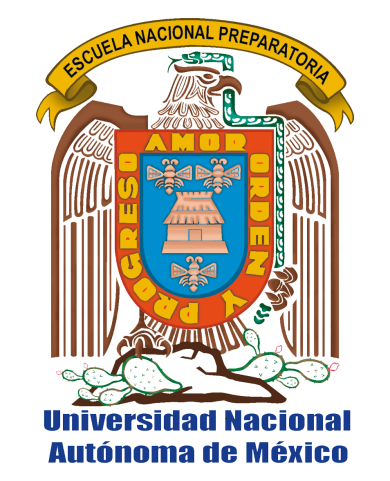 ESCUELA NACIONAL PREPARATORIA
AMOR ORDEN Y PROGRESO
Universidad Nacional
Autónoma de México